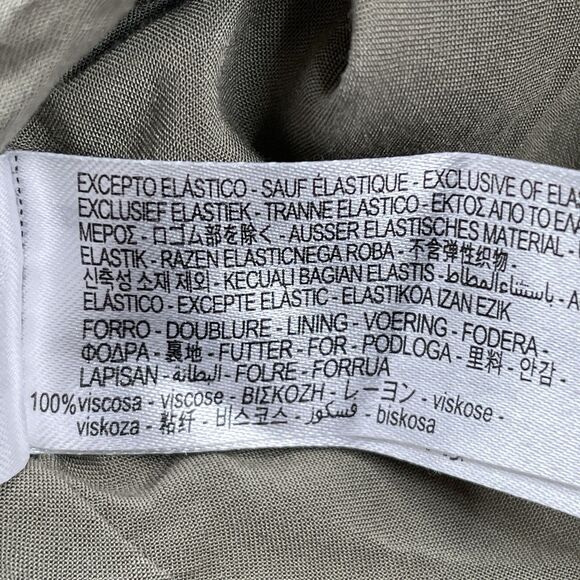 EXCEPTO ELÁSTICO - SAUF ÉLASTIQUE - EXCLUSIVE OF
EXCLUSIEF ELASTIEK - TRANNE ELASTICO - ΕΚΤΟΣ ΑΠΟ ΤΟ
ΜΕΡΟΣ - ロゴム部を除く - AUSSER ELASTISCHES MATERIAL -
ELASTIK - RAZEN ELASTICNEGA ROBA - 不含弹性织物 -
신축성 소재 제외 - KECUALI BAGIAN ELASTIS - باستثناء المطاط -
ELÁSTICO - EXCEPTE ELÀSTIC - ELASTIKOA IZAN EZIK
FORRO - DOUBLURE - LINING - VOERING - FODERA -
ΦΟΔΡΑ - 裏地 - FUTTER - FOR - PODLOGA - 里料 - 안감 -
LAPISAN - البطانة - FOLRE - FORRUA
100% viscosa - viscose - ΒΙΣΚΟΖΗ - レーヨン - viskose -
viskoza - 粘纤 - 비스코스 - فسكوز - biskosa